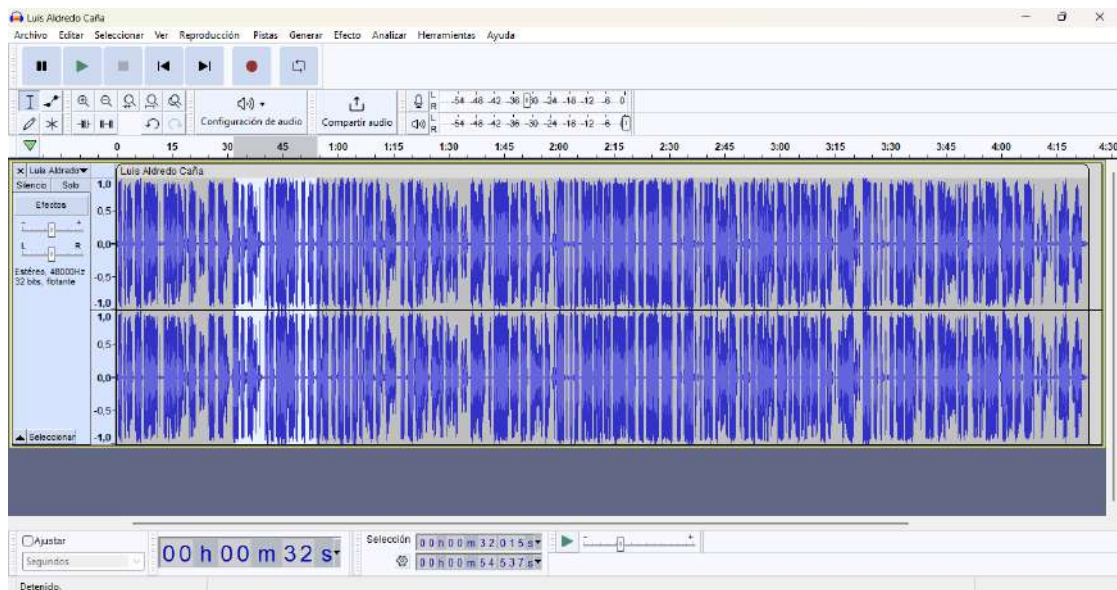 Luis Aldredo Caña
Archivo Editar Seleccionar Ver Reproducción Pistas Generar Efecto Analizar Herramientas Ayuda
L R -54 -48 -42 -36 -30 -24 -18 -12 -6 0
Configuración de audio Compartir audio
L R -54 -48 -42 -36 -30 -24 -18 -12 -6 0
0 15 30 45 1:00 1:15 1:30 1:45 2:00 2:15 2:30 2:45 3:00 3:15 3:30 3:45 4:00 4:15 4:30
Luis Aldredo Luis Aldredo Caña
Silencio Solo 1,0
Efectos 0,5
- +
L R 0,0
Estéreo, 48000Hz -0,5
32 bits, flotante
-1,0
1,0
0,5
0,0
-0,5
Seleccionar -1,0
Ajustar
Segundos
00 h 00 m 32 s
Selección 00 h 00 m 32.015 s
00 h 00 m 54.537 s
- +
Detenido.